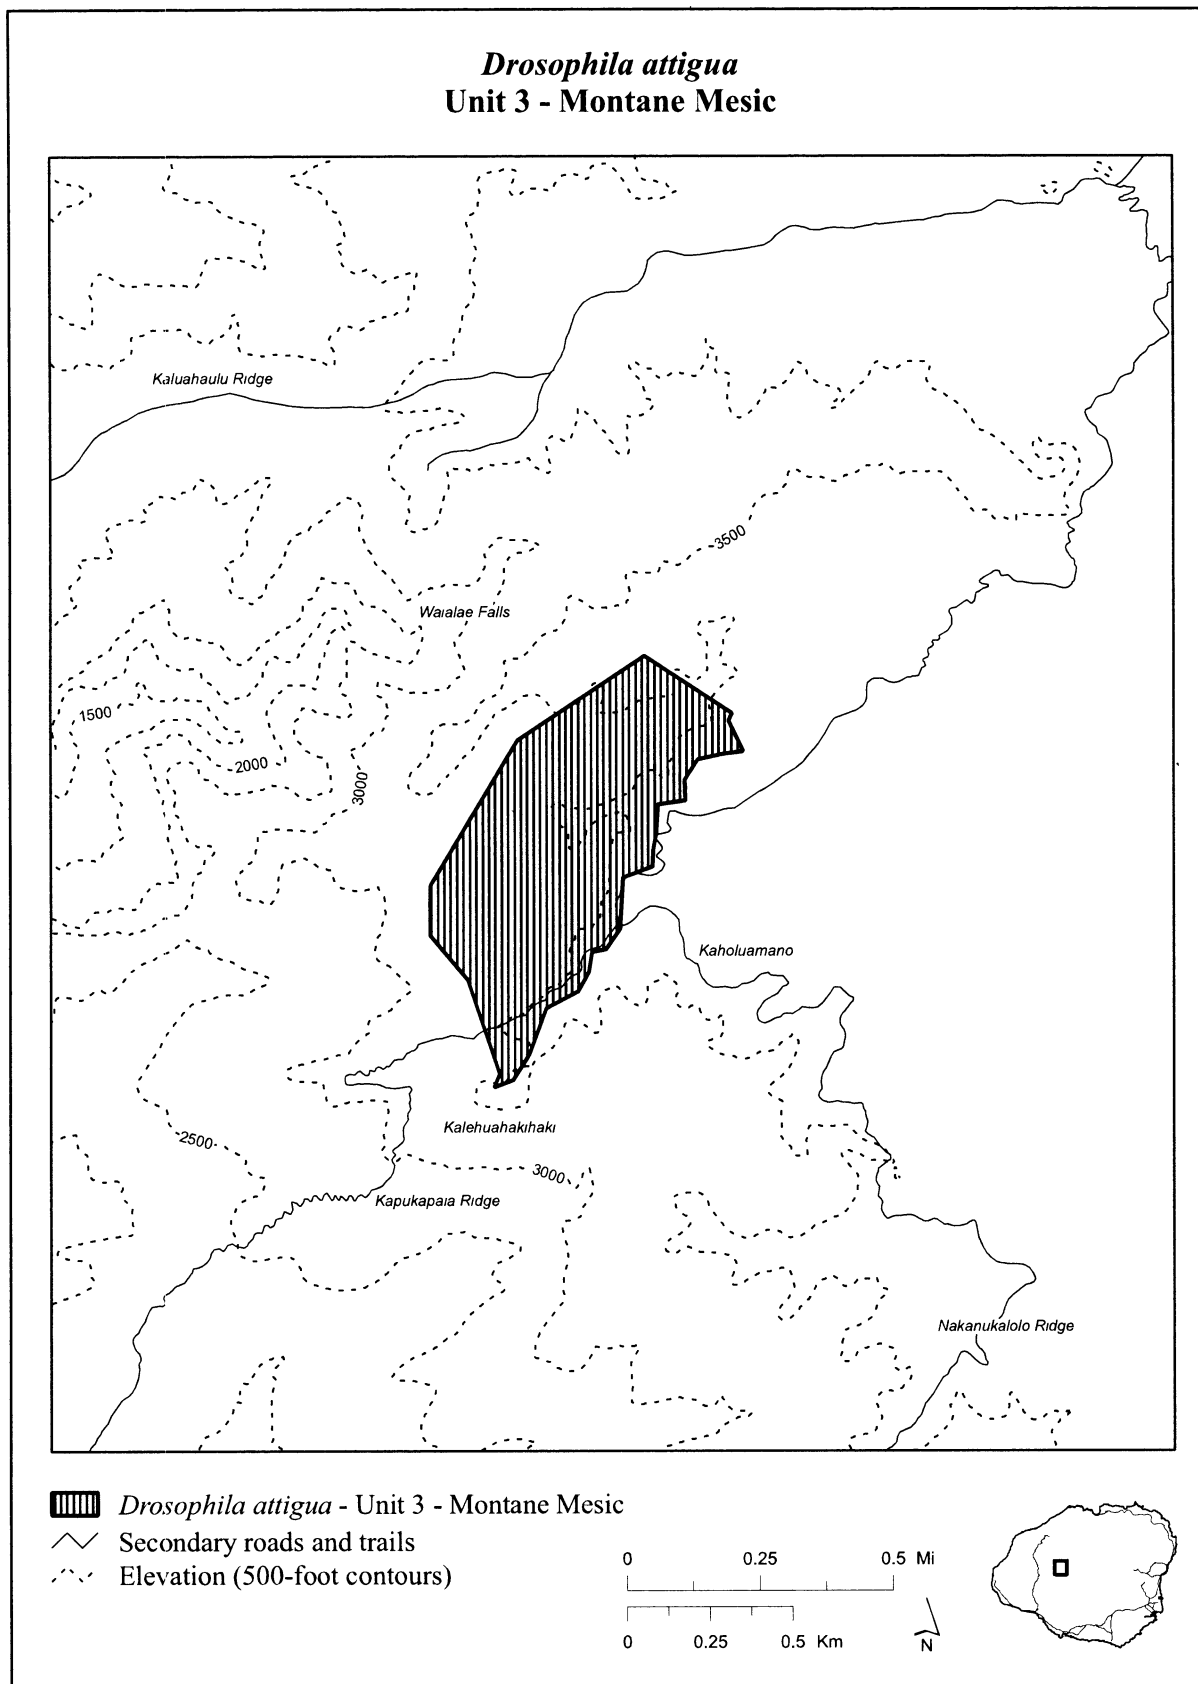 Drosophila attigua
Unit 3 - Montane Mesic
Kaluahaulu Ridge
3500
Waialae Falls
1500
2000
3000
Kaholuamano
Kalehuahakihaki
2500
3000
Kapukapaia Ridge
Nakanukalolo Ridge
Drosophila attigua - Unit 3 - Montane Mesic
Secondary roads and trails
Elevation (500-foot contours)
0 0.25 0.5 Mi
0 0.25 0.5 Km
N